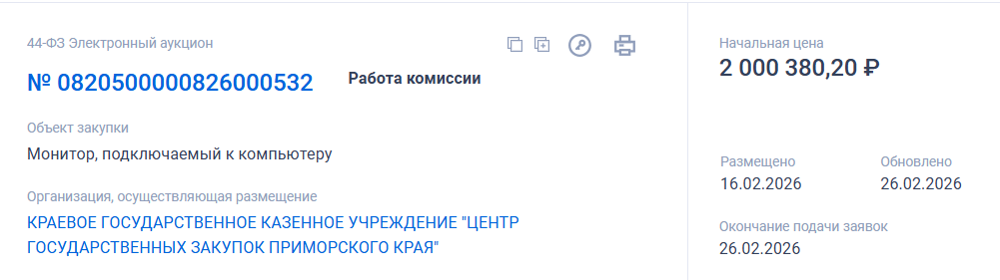 44-ФЗ Электронный аукцион
№ 0820500000826000532
Работа комиссии
Объект закупки
Монитор, подключаемый к компьютеру
Организация, осуществляющая размещение
КРАЕВОЕ ГОСУДАРСТВЕННОЕ КАЗЕННОЕ УЧРЕЖДЕНИЕ "ЦЕНТР
ГОСУДАРСТВЕННЫХ ЗАКУПОК ПРИМОРСКОГО КРАЯ"
Начальная цена
2 000 380,20 ₽
Размещено
16.02.2026
Обновлено
26.02.2026
Окончание подачи заявок
26.02.2026